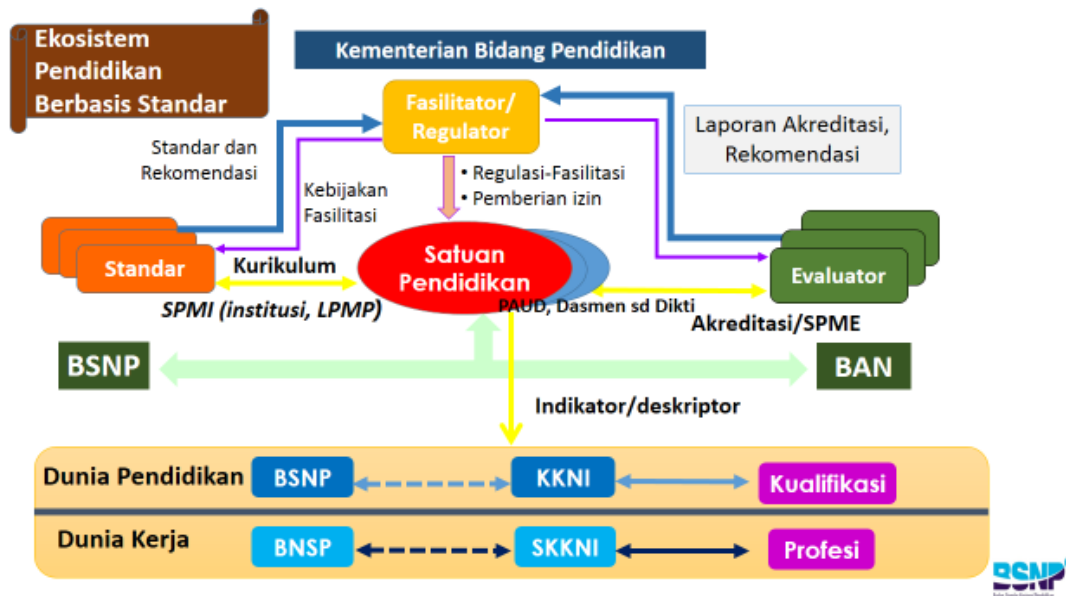 Ekosistem
Pendidikan
Berbasis Standar
Kementerian Bidang Pendidikan
Fasilitator/
Regulator
Laporan Akreditasi,
Rekomendasi
Standar dan
Rekomendasi
• Regulasi-Fasilitasi
• Pemberian izin
Kebijakan
Fasilitasi
Standar
Kurikulum
SPMI (institusi, LPMP)
Satuan
Pendidikan
PAUD, Dasmen sd Dikti
Evaluator
Akreditasi/SPME
BSNP
BAN
Indikator/deskriptor
Dunia Pendidikan
BSNP
KKNI
Kualifikasi
Dunia Kerja
BNSP
SKKNI
Profesi
BSNP